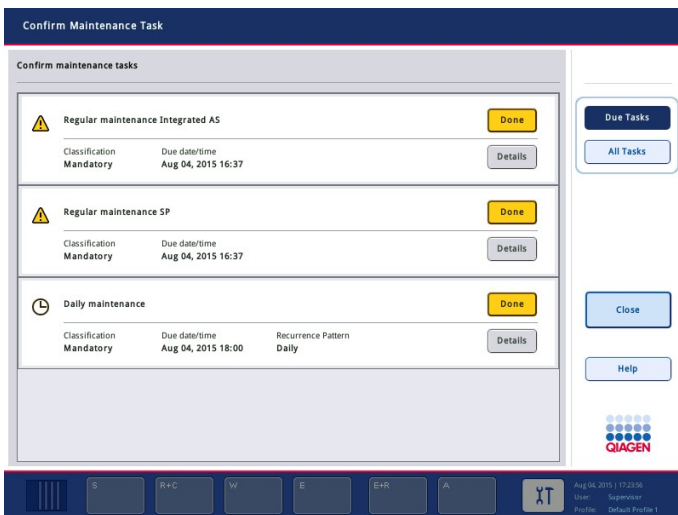 Confirm Maintenance Task
Confirm maintenance tasks
Regular maintenance Integrated AS
Done
Classification Due date/time
Mandatory Aug 04, 2015 16:37
Details
Regular maintenance SP
Done
Classification Due date/time
Mandatory Aug 04, 2015 16:37
Details
Daily maintenance
Done
Classification Due date/time Recurrence Pattern
Mandatory Aug 04, 2015 18:00 Daily
Details
Due Tasks
All Tasks
Close
Help
QIAGEN
S R+C W E E+R A
Aug 04, 2015 | 17:23:56
User: Supervisor
Profile: Default Profile 1